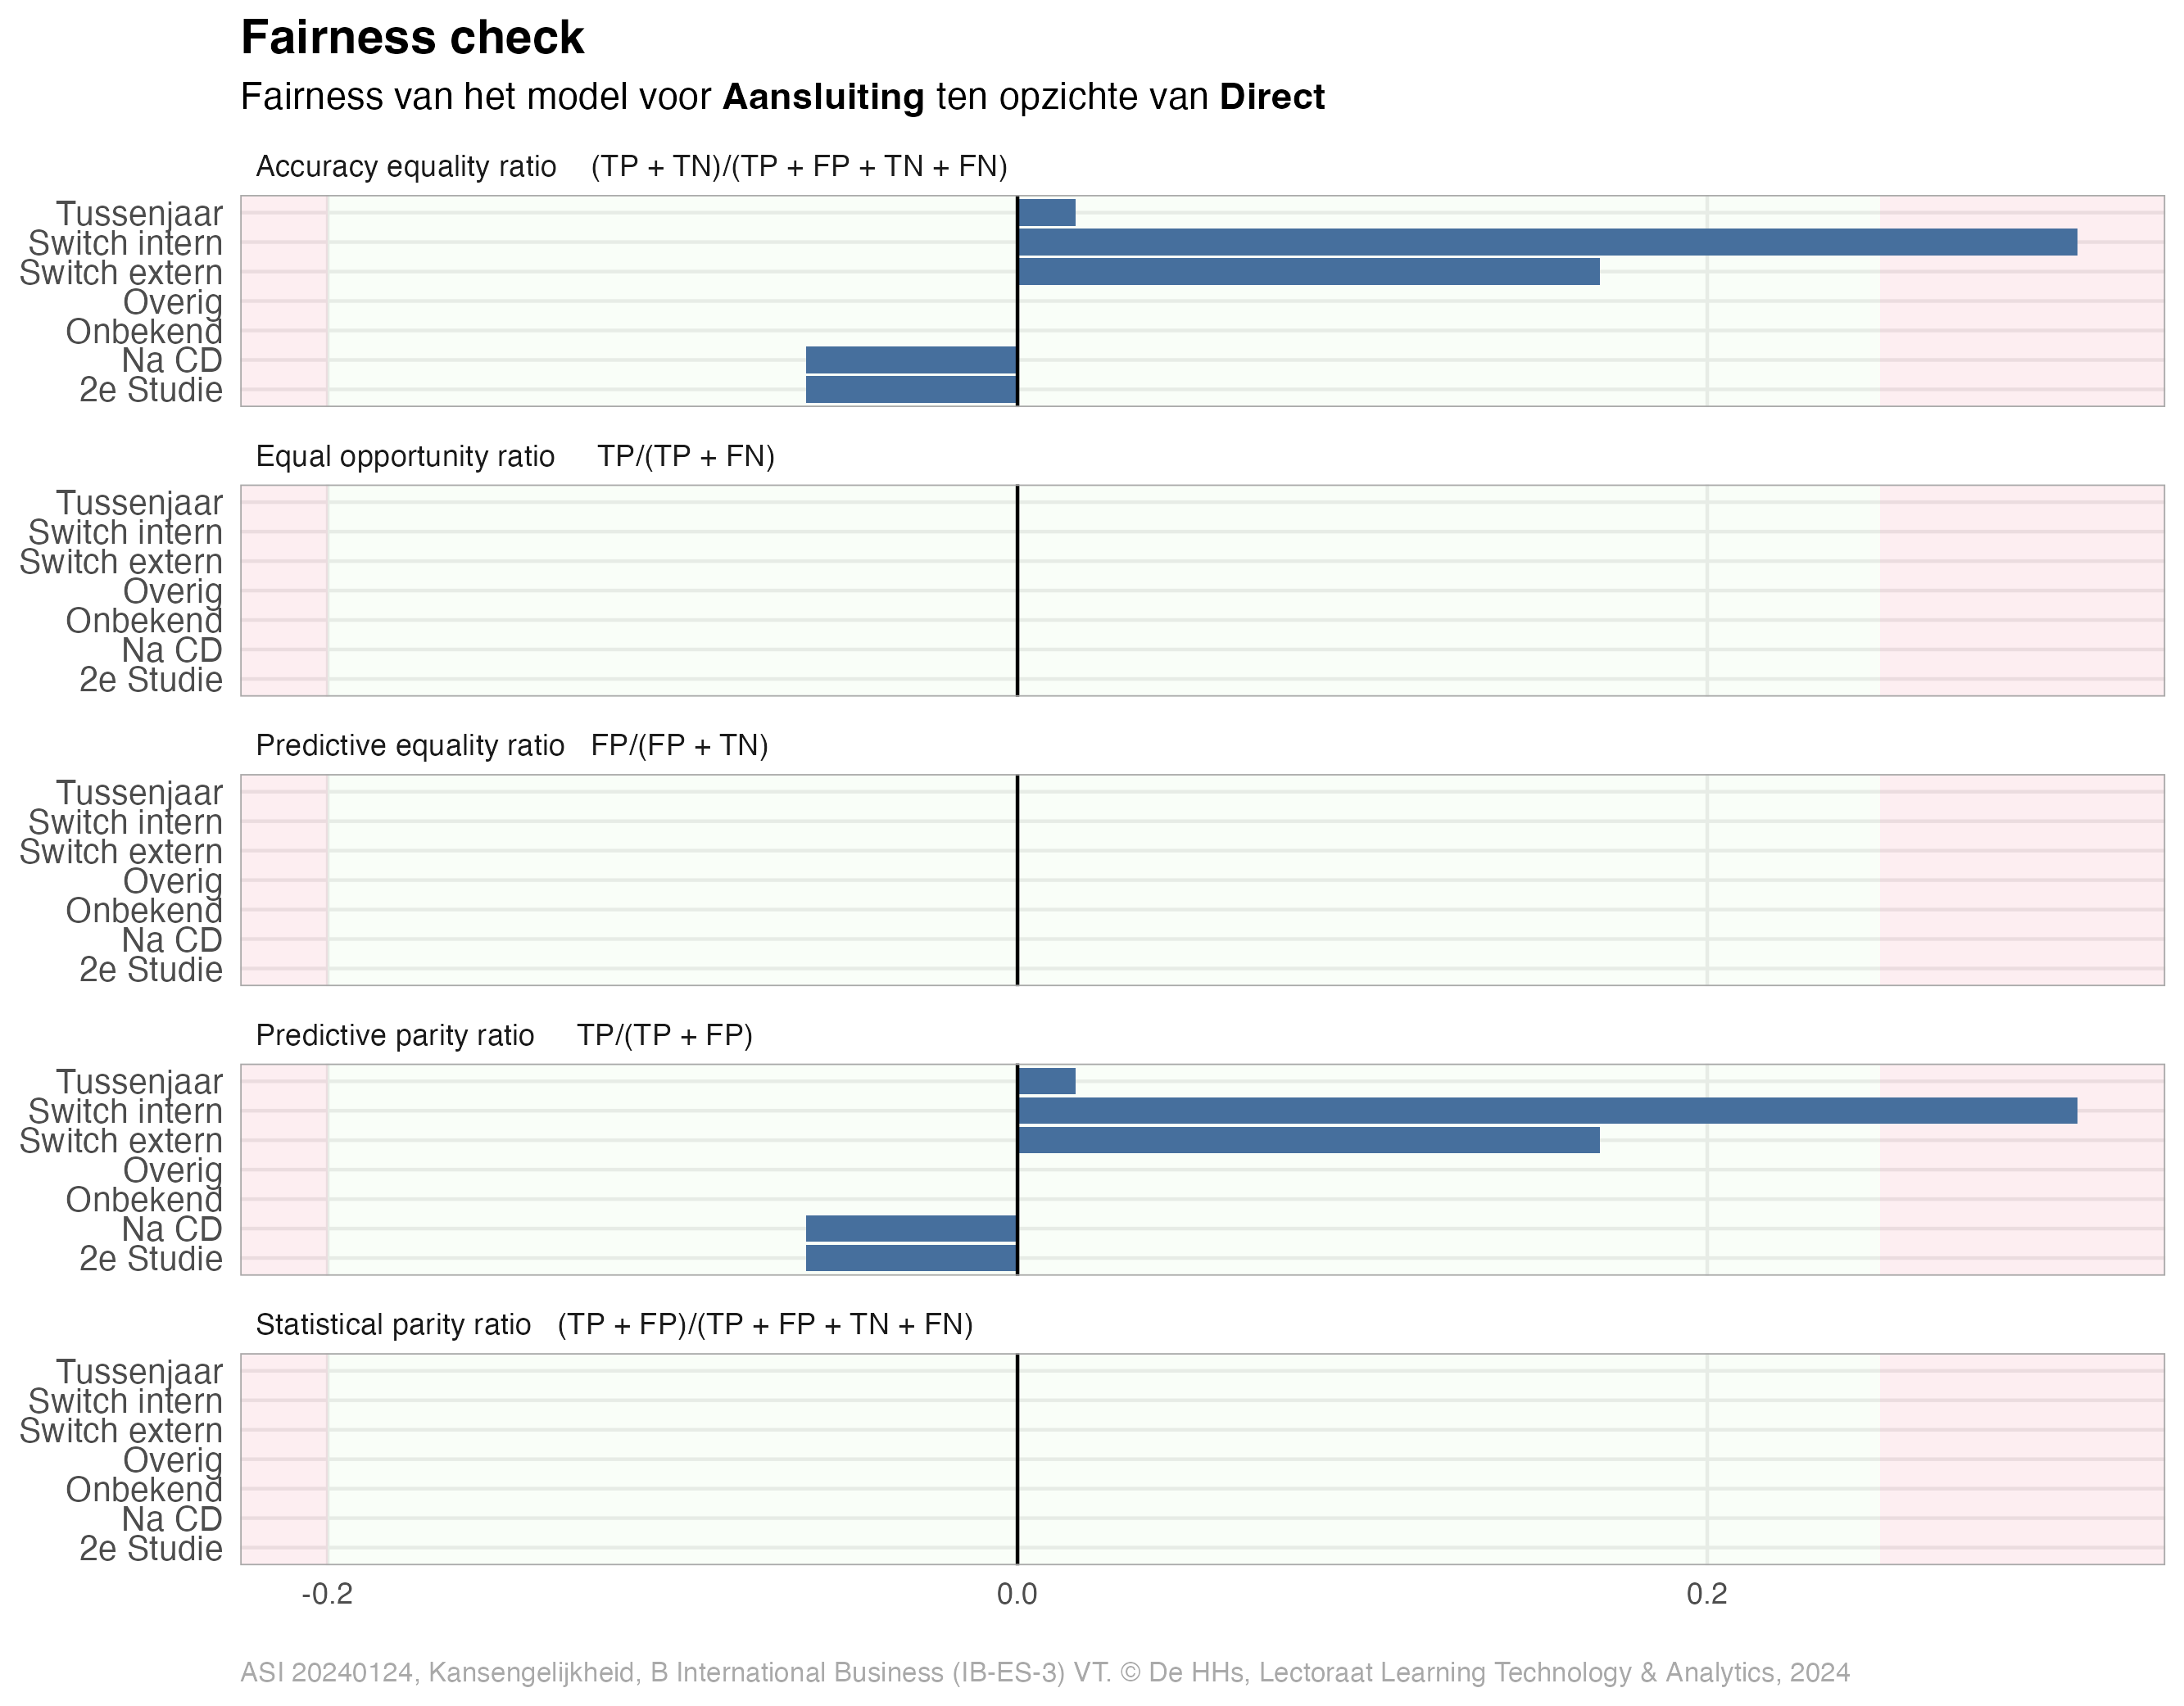 Fairness check
Fairness van het model voor Aansluiting ten opzichte van Direct
Accuracy equality ratio (TP + TN)/(TP + FP + TN + FN)
Tussenjaar
Switch intern
Switch extern
Overig
Onbekend
Na CD
2e Studie
Equal opportunity ratio TP/(TP + FN)
Tussenjaar
Switch intern
Switch extern
Overig
Onbekend
Na CD
2e Studie
Predictive equality ratio FP/(FP + TN)
Tussenjaar
Switch intern
Switch extern
Overig
Onbekend
Na CD
2e Studie
Predictive parity ratio TP/(TP + FP)
Tussenjaar
Switch intern
Switch extern
Overig
Onbekend
Na CD
2e Studie
Statistical parity ratio (TP + FP)/(TP + FP + TN + FN)
Tussenjaar
Switch intern
Switch extern
Overig
Onbekend
Na CD
2e Studie
-0.2 0.0 0.2
ASI 20240124, Kansengelijkheid, B International Business (IB-ES-3) VT. © De HHs, Lectoraat Learning Technology & Analytics, 2024